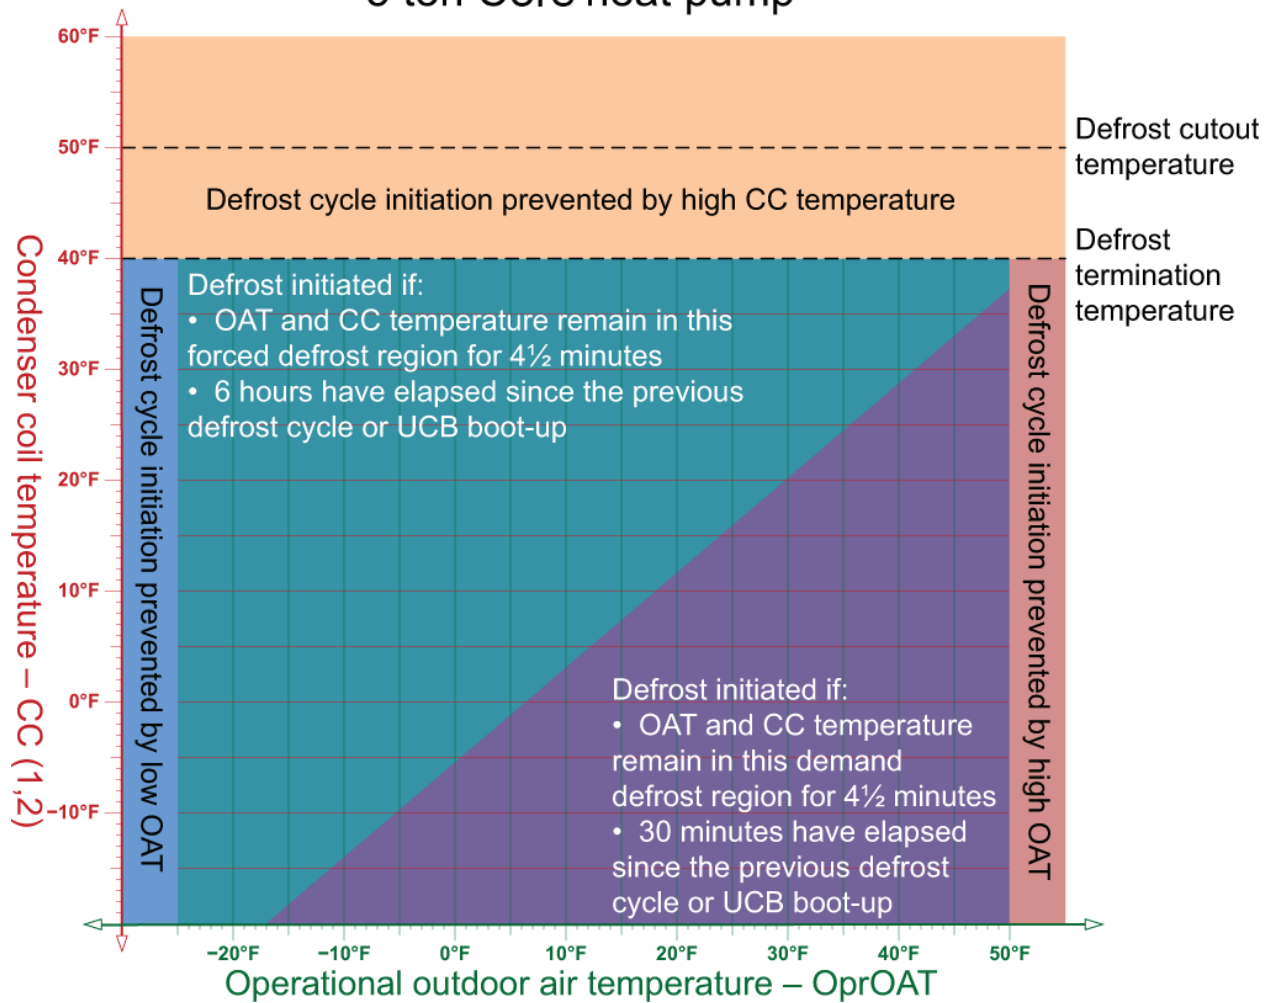 5 ton Core heat pump
60°F
50°F
40°F
30°F
20°F
10°F
0°F
−10°F
Condenser coil temperature – CC (1,2)
Defrost cutout
temperature
Defrost cycle initiation prevented by high CC temperature
Defrost
termination
temperature
Defrost cycle initiation prevented by low OAT
Defrost initiated if:
• OAT and CC temperature remain in this
forced defrost region for 4½ minutes
• 6 hours have elapsed since the previous
defrost cycle or UCB boot-up
Defrost initiated if:
• OAT and CC temperature
remain in this demand
defrost region for 4½ minutes
• 30 minutes have elapsed
since the previous defrost
cycle or UCB boot-up
Defrost cycle initiation prevented by high OAT
−20°F −10°F 0°F 10°F 20°F 30°F 40°F 50°F
Operational outdoor air temperature – OprOAT